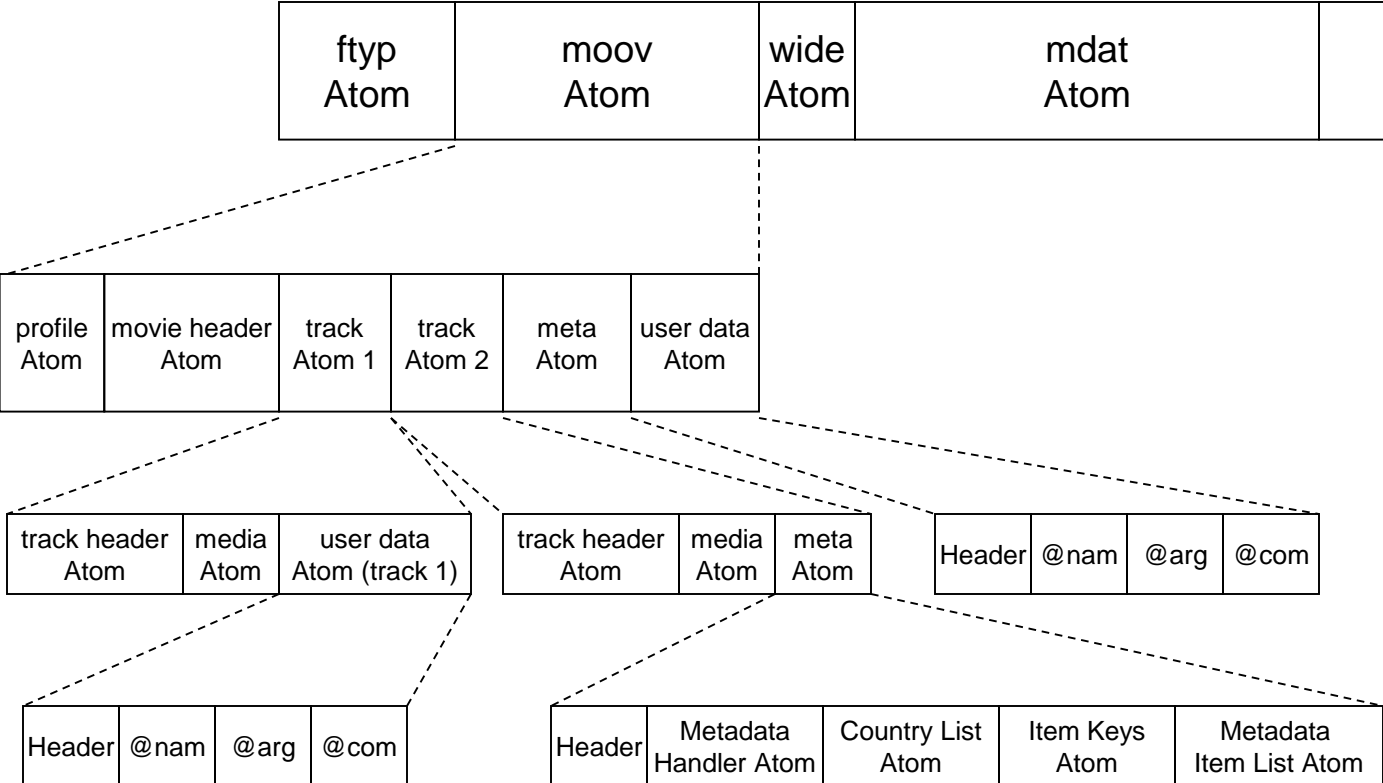 ftyp
Atom
moov
Atom
wide
Atom
mdat
Atom
profile
Atom
movie header
Atom
track
Atom 1
track
Atom 2
meta
Atom
user data
Atom
track header
Atom
media
Atom
user data
Atom (track 1)
track header
Atom
media
Atom
meta
Atom
Header
@nam
@arg
@com
Header
@nam
@arg
@com
Header
Metadata
Handler Atom
Country List
Atom
Item Keys
Atom
Metadata
Item List Atom